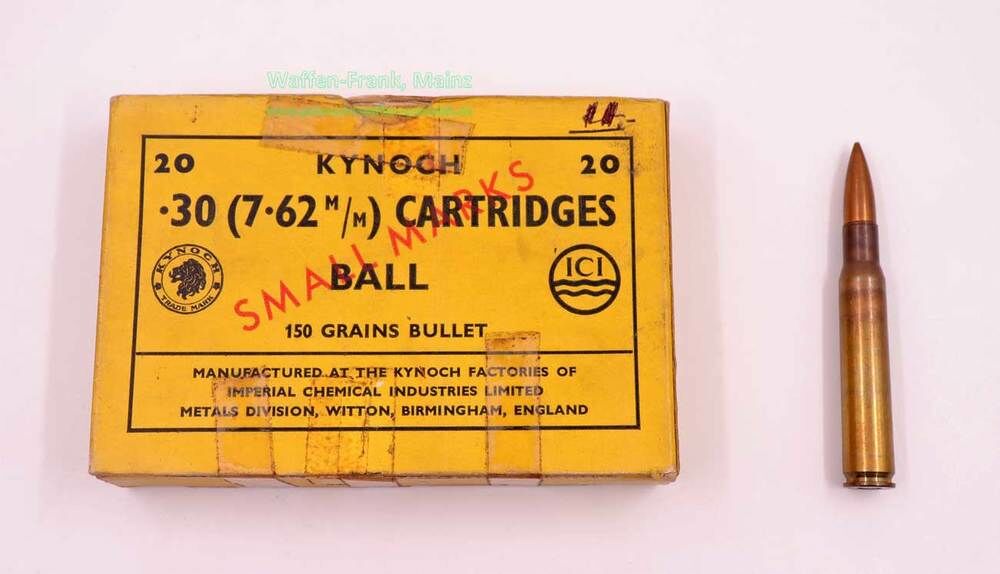 Waffen-Frank, Mainz
20 KYNOCH 20
·30 (7·62 M/M) CARTRIDGES
SMALL MARKS
BALL
KYNOCH
TRADE MARK
ICI
150 GRAINS BULLET
MANUFACTURED AT THE KYNOCH FACTORIES OF
IMPERIAL CHEMICAL INDUSTRIES LIMITED
METALS DIVISION, WITTON, BIRMINGHAM, ENGLAND